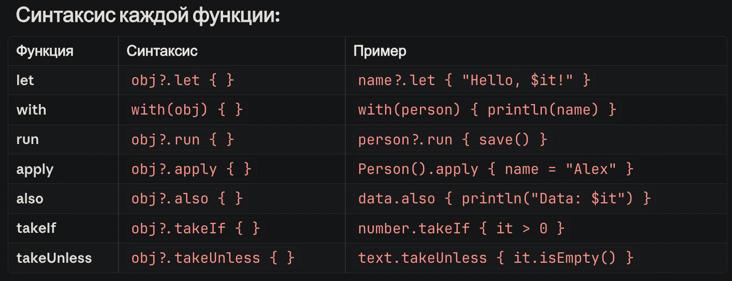 Синтаксис каждой функции:
Функция Синтаксис Пример
let obj?.let { } name?.let { "Hello, $it!" }
with with(obj) { } with(person) { println(name) }
run obj?.run { } person?.run { save() }
apply obj?.apply { } Person().apply { name = "Alex" }
also obj?.also { } data.also { println("Data: $it") }
takeIf obj?.takeIf { } number.takeIf { it > 0 }
takeUnless obj?.takeUnless { } text.takeUnless { it.isEmpty() }